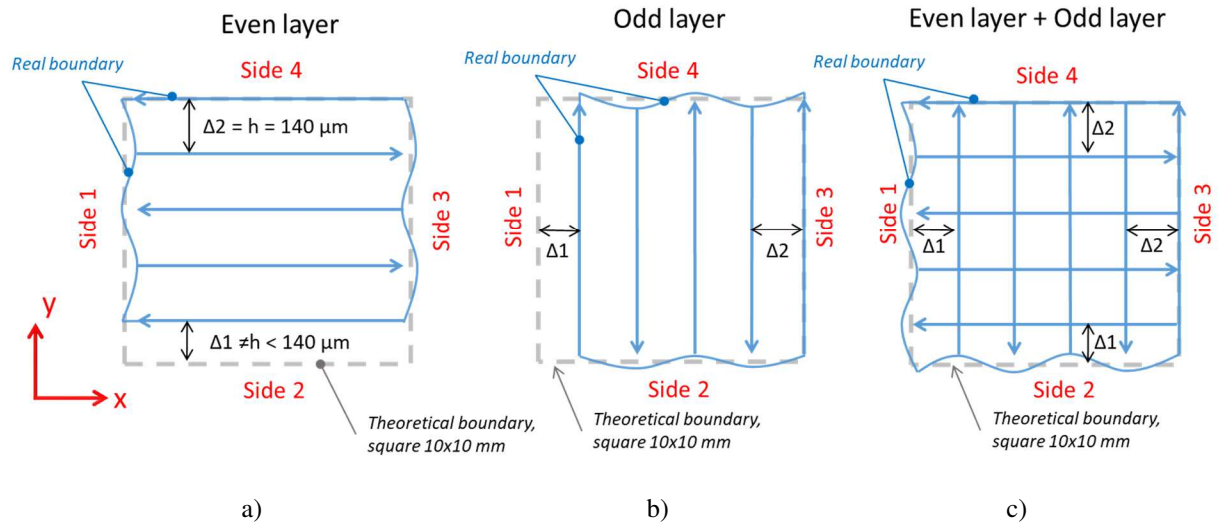 Even layer
Real boundary
Side 4
Δ2 = h = 140 µm
Side 1
Side 3
Δ1 ≠h < 140 µm
Side 2
y
x
Theoretical boundary,
square 10x10 mm
a)
Odd layer
Real boundary
Side 4
Side 1
Side 3
Δ1
Δ2
Side 2
Theoretical boundary,
square 10x10 mm
b)
Even layer + Odd layer
Real boundary
Side 4
Δ2
Side 1
Side 3
Δ1
Δ2
Δ1
Side 2
Theoretical boundary,
square 10x10 mm
c)